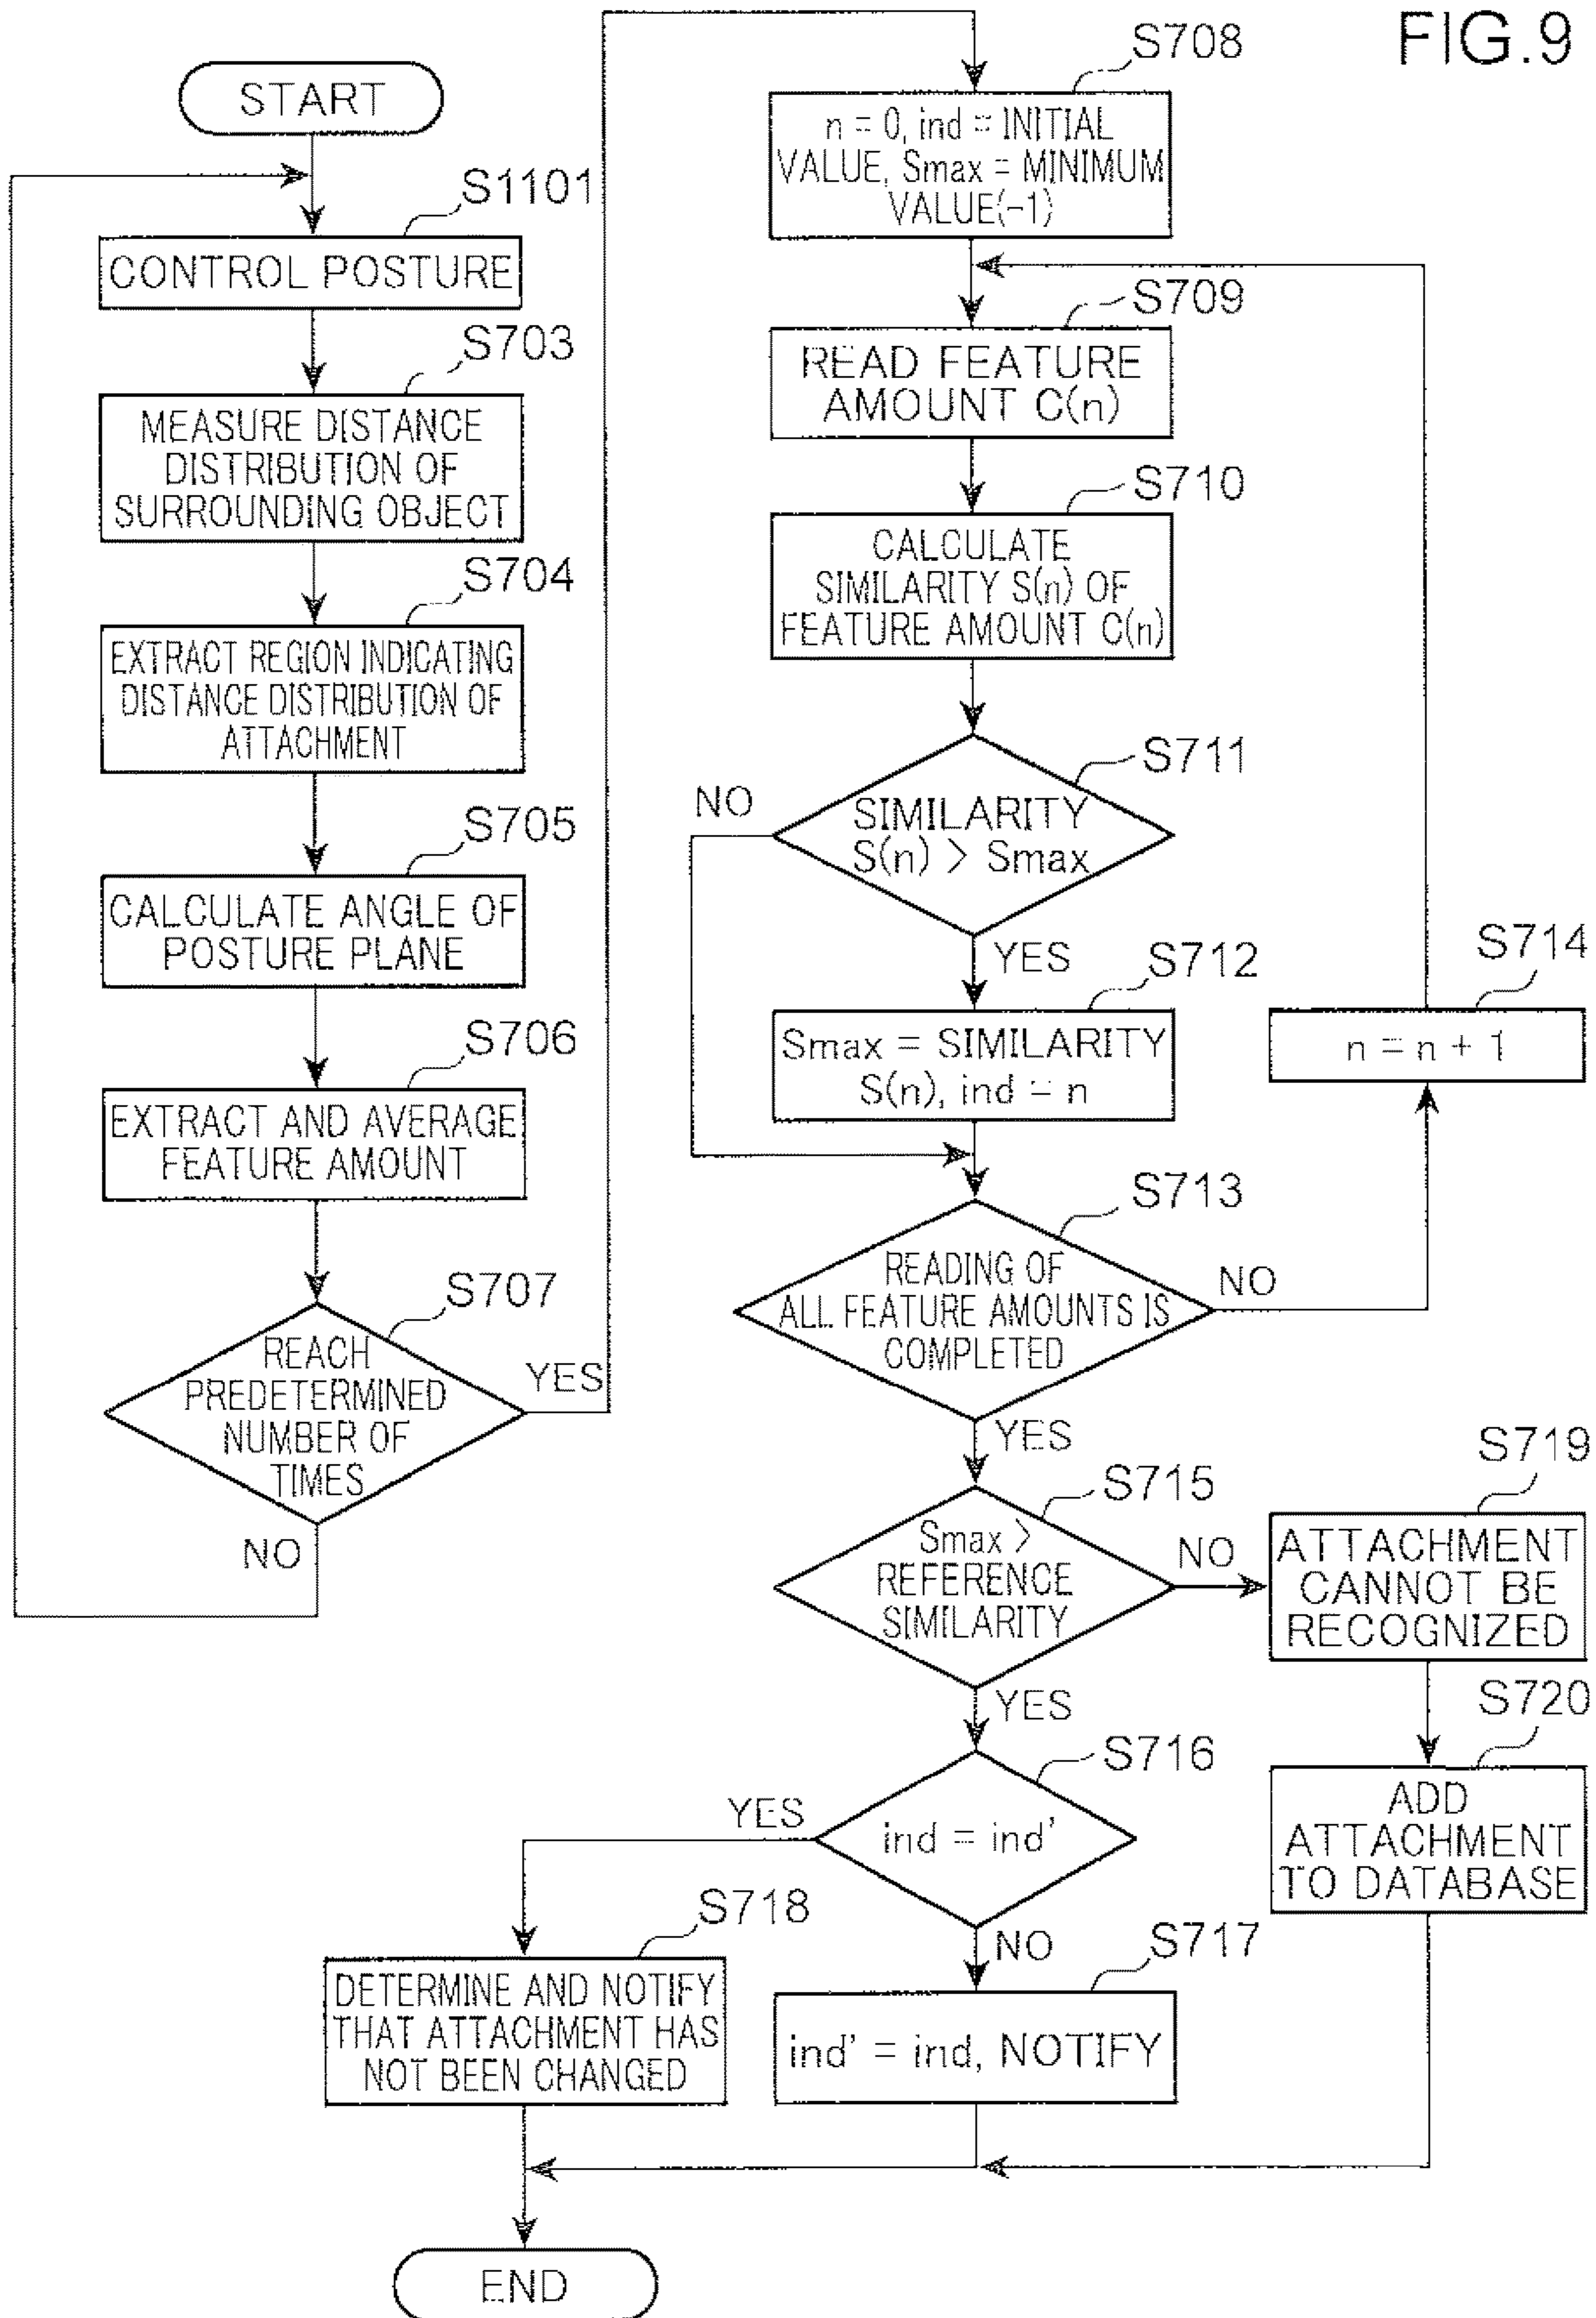 FIG.9
START
S1101
CONTROL POSTURE
S703
MEASURE DISTANCE
DISTRIBUTION OF
SURROUNDING OBJECT
S704
EXTRACT REGION INDICATING
DISTANCE DISTRIBUTION OF
ATTACHMENT
S705
CALCULATE ANGLE OF
POSTURE PLANE
S706
EXTRACT AND AVERAGE
FEATURE AMOUNT
S707
REACH
PREDETERMINED
NUMBER OF
TIMES
YES
NO
S708
n = 0, ind = INITIAL
VALUE, Smax = MINIMUM
VALUE(-1)
S709
READ FEATURE
AMOUNT C(n)
S710
CALCULATE
SIMILARITY S(n) OF
FEATURE AMOUNT C(n)
S711
SIMILARITY
S(n) > Smax
NO
YES
S712
Smax = SIMILARITY
S(n), ind = n
S713
READING OF
ALL FEATURE AMOUNTS IS
COMPLETED
NO
S714
n = n + 1
YES
S715
Smax >
REFERENCE
SIMILARITY
NO
S719
ATTACHMENT
CANNOT BE
RECOGNIZED
S720
ADD
ATTACHMENT
TO DATABASE
YES
S716
ind = ind'
YES
S718
DETERMINE AND NOTIFY
THAT ATTACHMENT HAS
NOT BEEN CHANGED
NO
S717
ind' = ind, NOTIFY
END